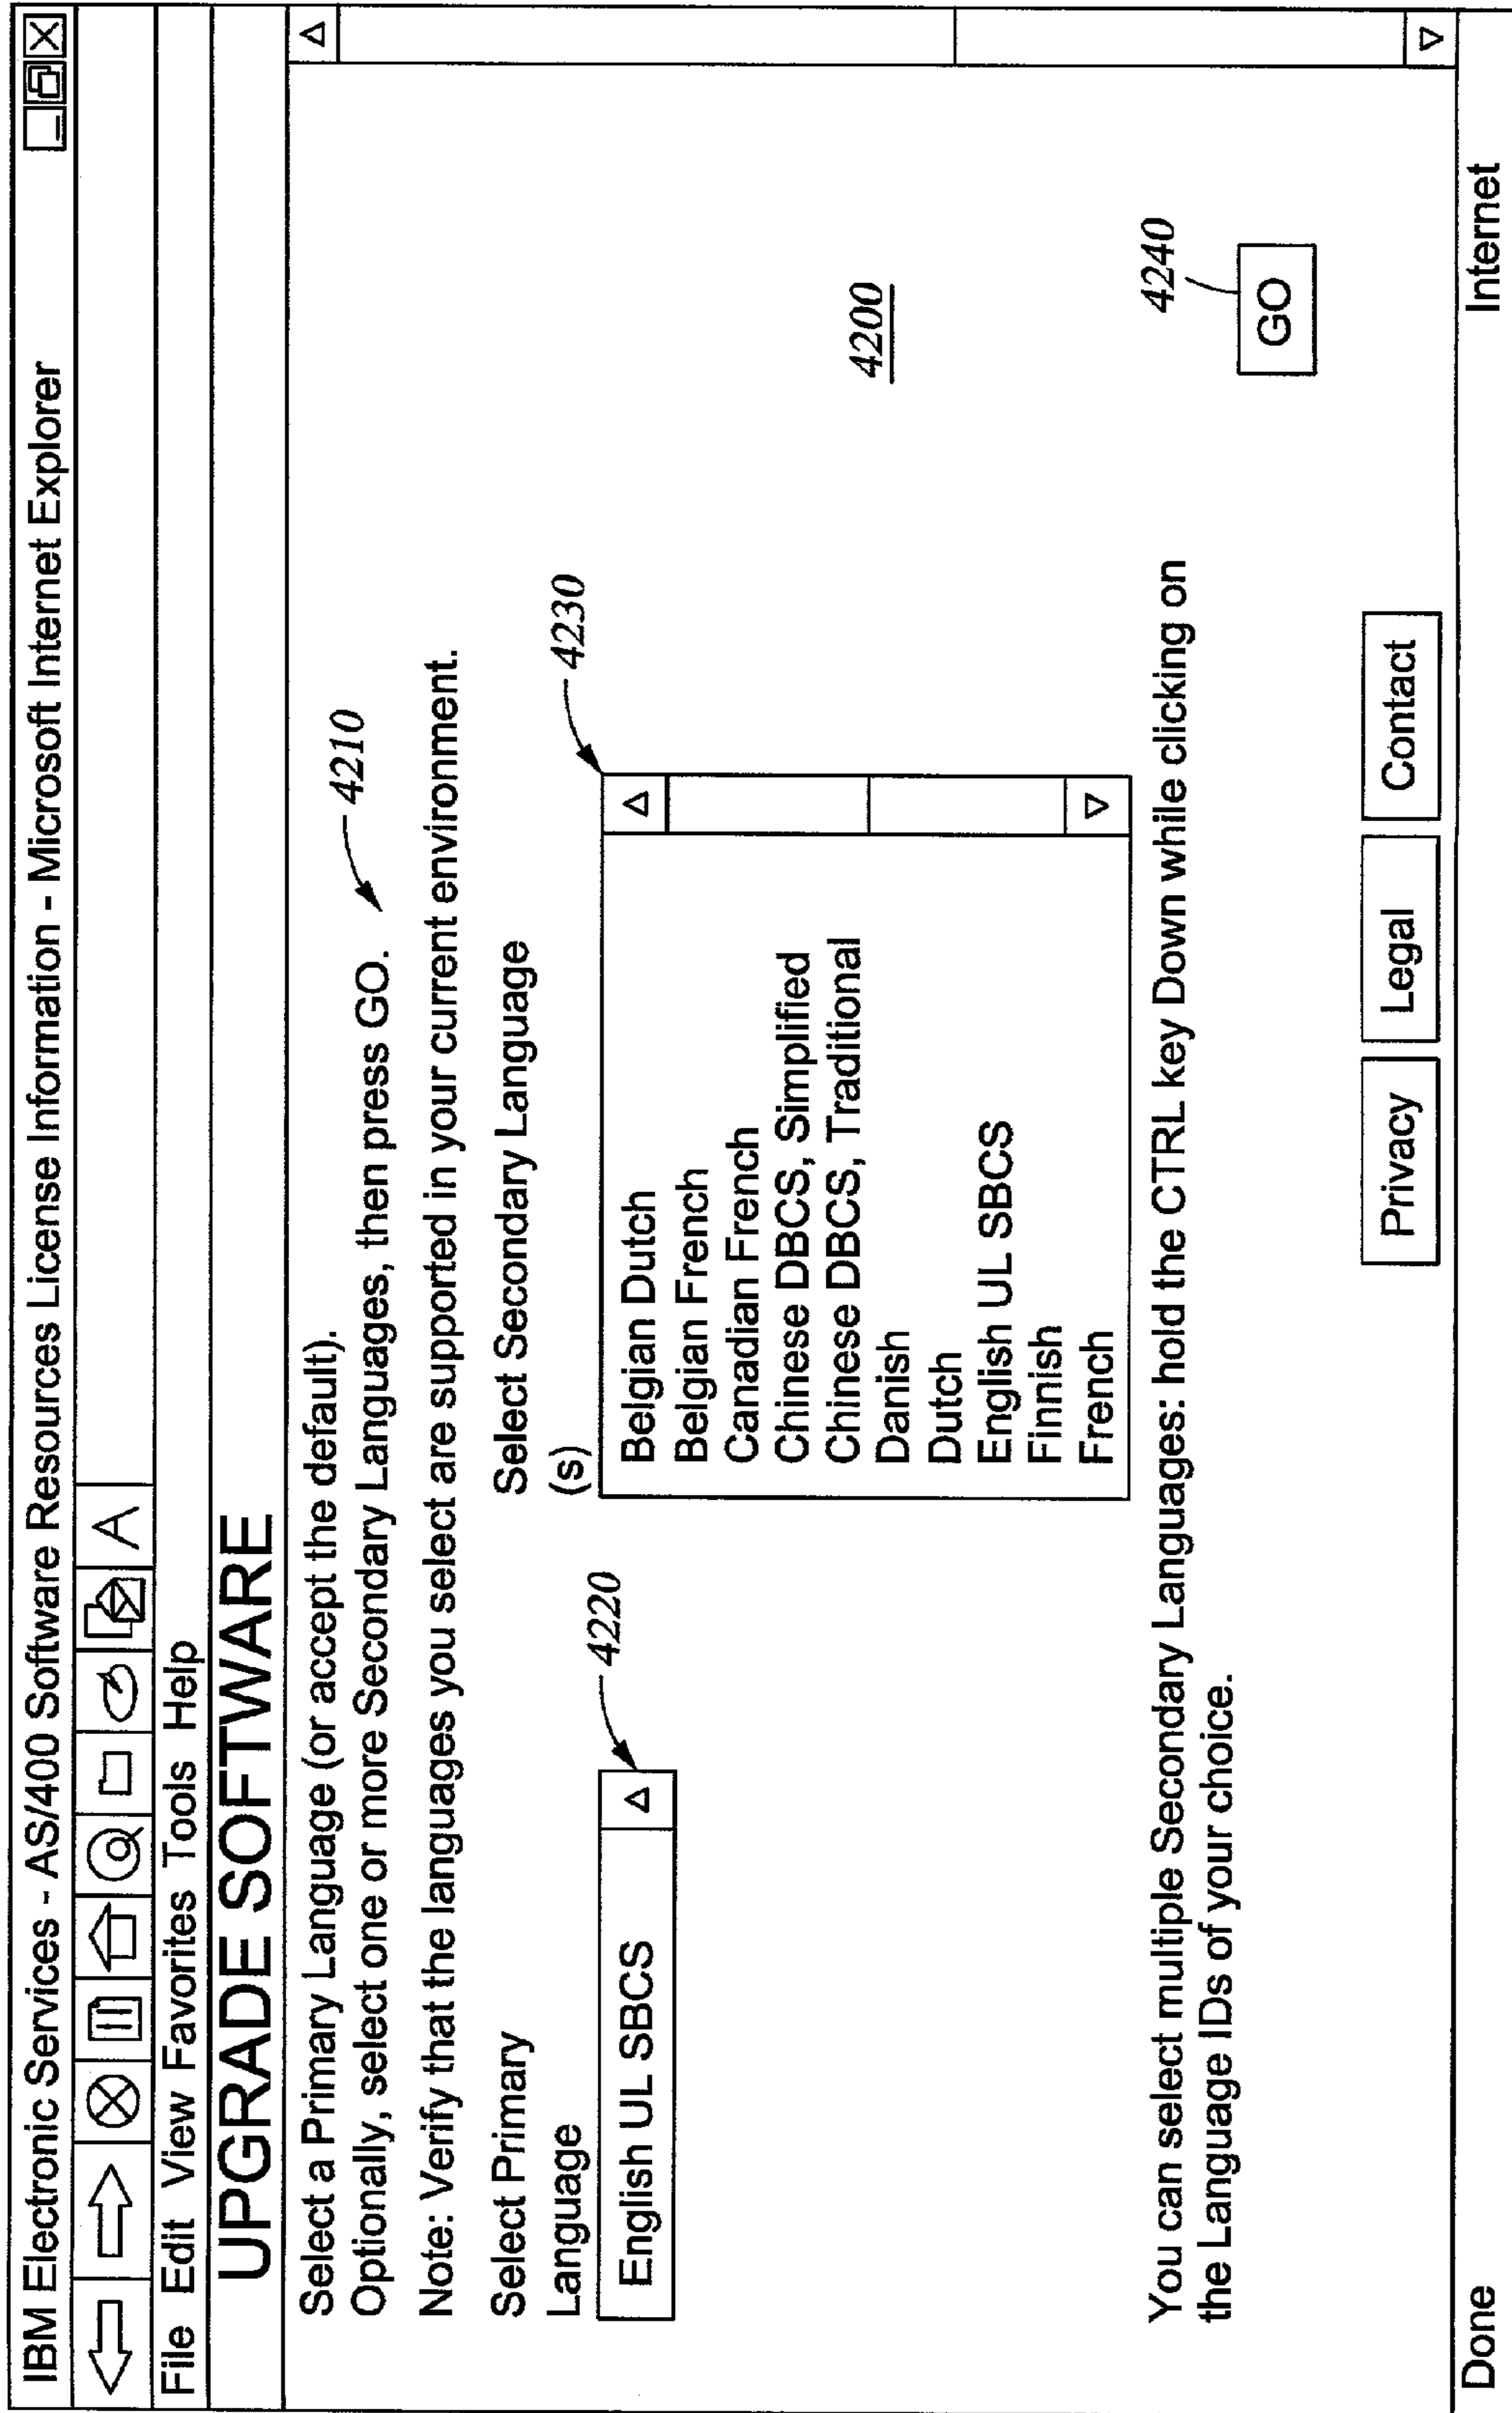 IBM Electronic Services - AS/400 Software Resources License Information - Microsoft Internet Explorer
A
File Edit View Favorites Tools Help
UPGRADE SOFTWARE
Select a Primary Language (or accept the default).
Optionally, select one or more Secondary Languages, then press GO.
4210
Note: Verify that the languages you select are supported in your current environment.
Select Primary
Language
4220
English UL SBCS
Select Secondary Language
(s)
4230
Belgian Dutch
Belgian French
Canadian French
Chinese DBCS, Simplified
Chinese DBCS, Traditional
Danish
Dutch
English UL SBCS
Finnish
French
4200
You can select multiple Secondary Languages: hold the CTRL key Down while clicking on
the Language IDs of your choice.
4240
GO
Privacy
Legal
Contact
Done
Internet